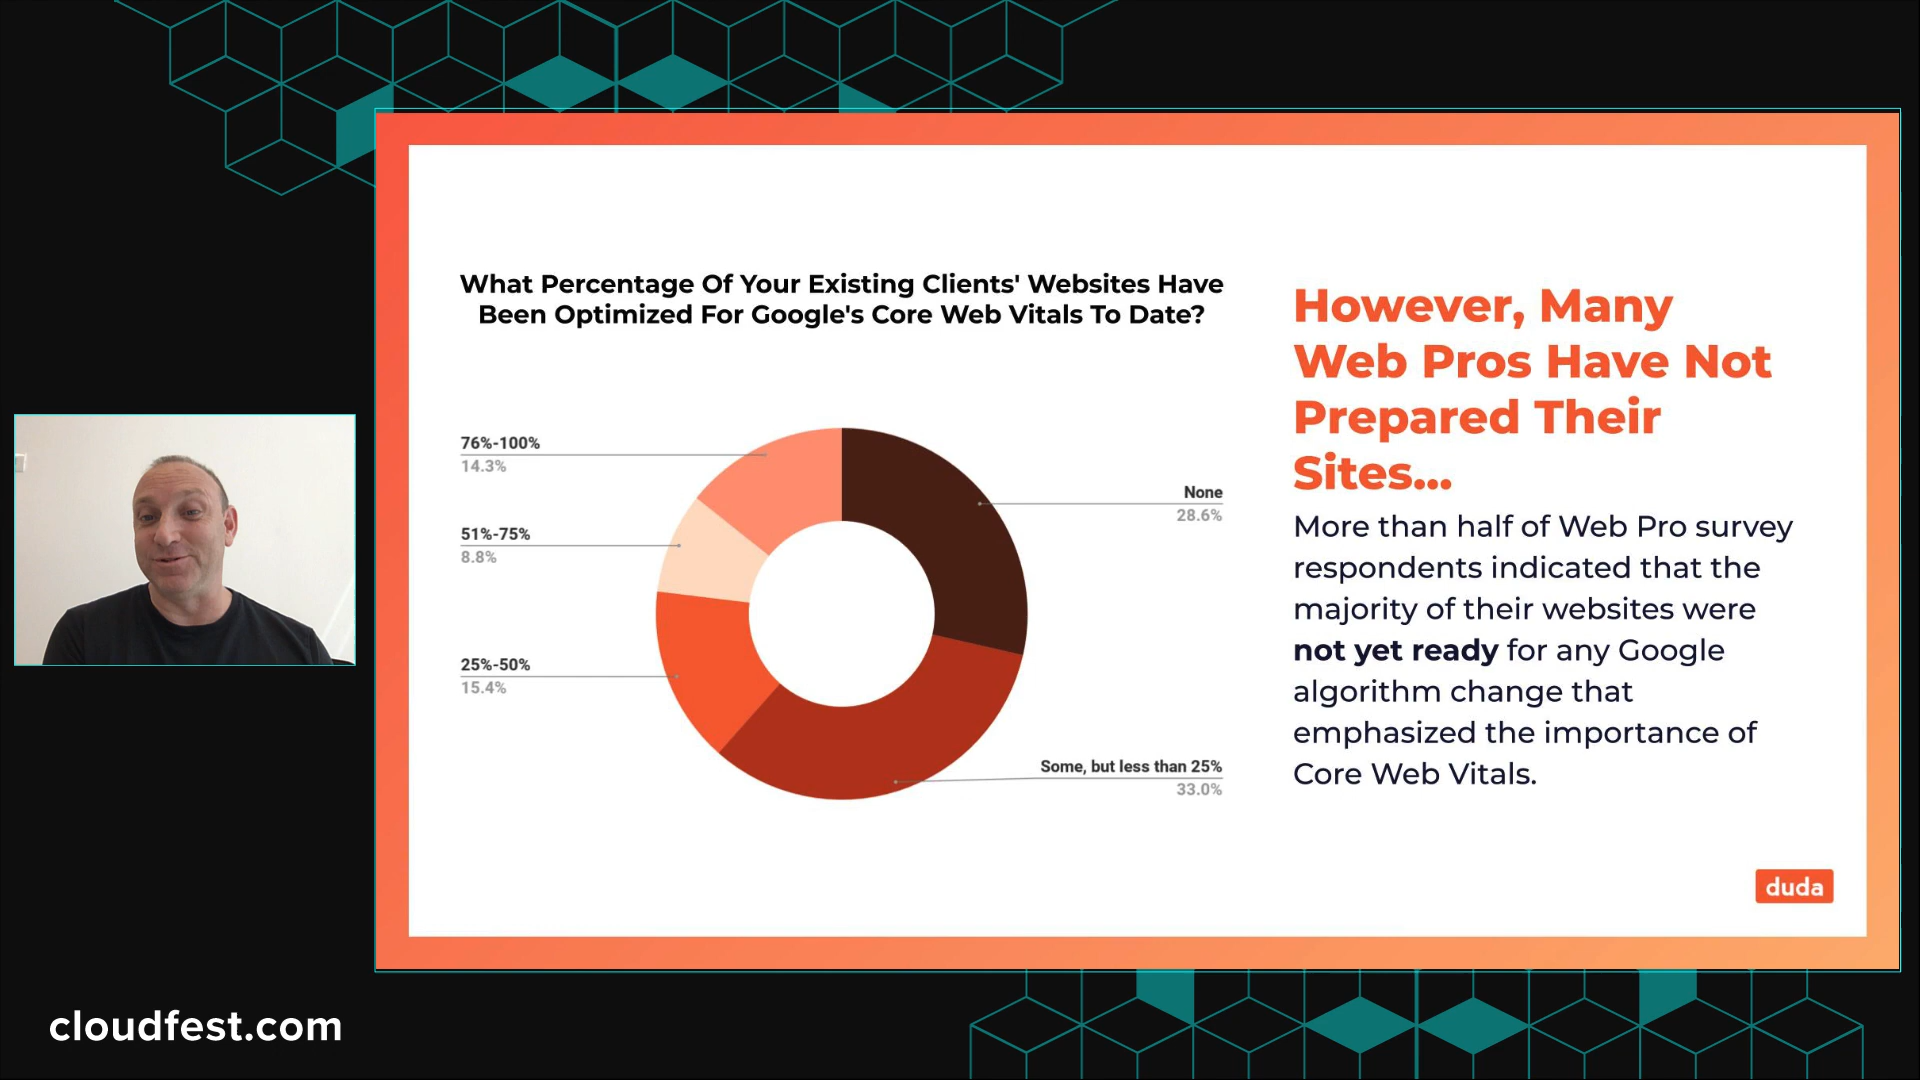 What Percentage Of Your Existing Clients' Websites Have
Been Optimized For Google's Core Web Vitals To Date?
76%-100%
14.3%
51%-75%
8.8%
25%-50%
15.4%
None
28.6%
Some, but less than 25%
33.0%
However, Many
Web Pros Have Not
Prepared Their
Sites...
More than half of Web Pro survey
respondents indicated that the
majority of their websites were
not yet ready for any Google
algorithm change that
emphasized the importance of
Core Web Vitals.
duda
cloudfest.com